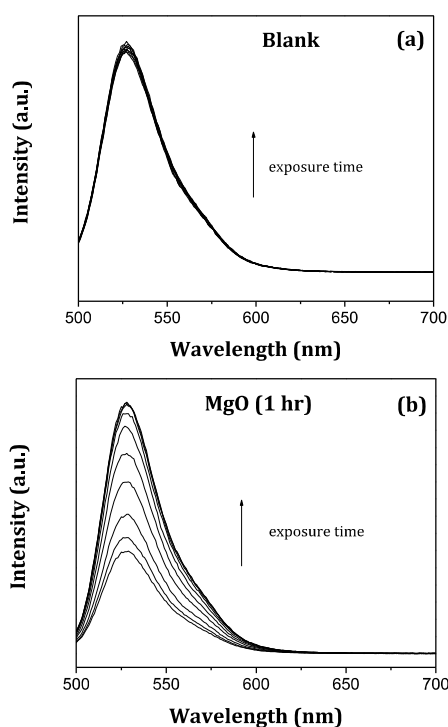 Blank
(a)
Intensity (a.u.)
exposure time
500 550 600 650 700
Wavelength (nm)
MgO (1 hr)
(b)
Intensity (a.u.)
exposure time
500 550 600 650 700
Wavelength (nm)